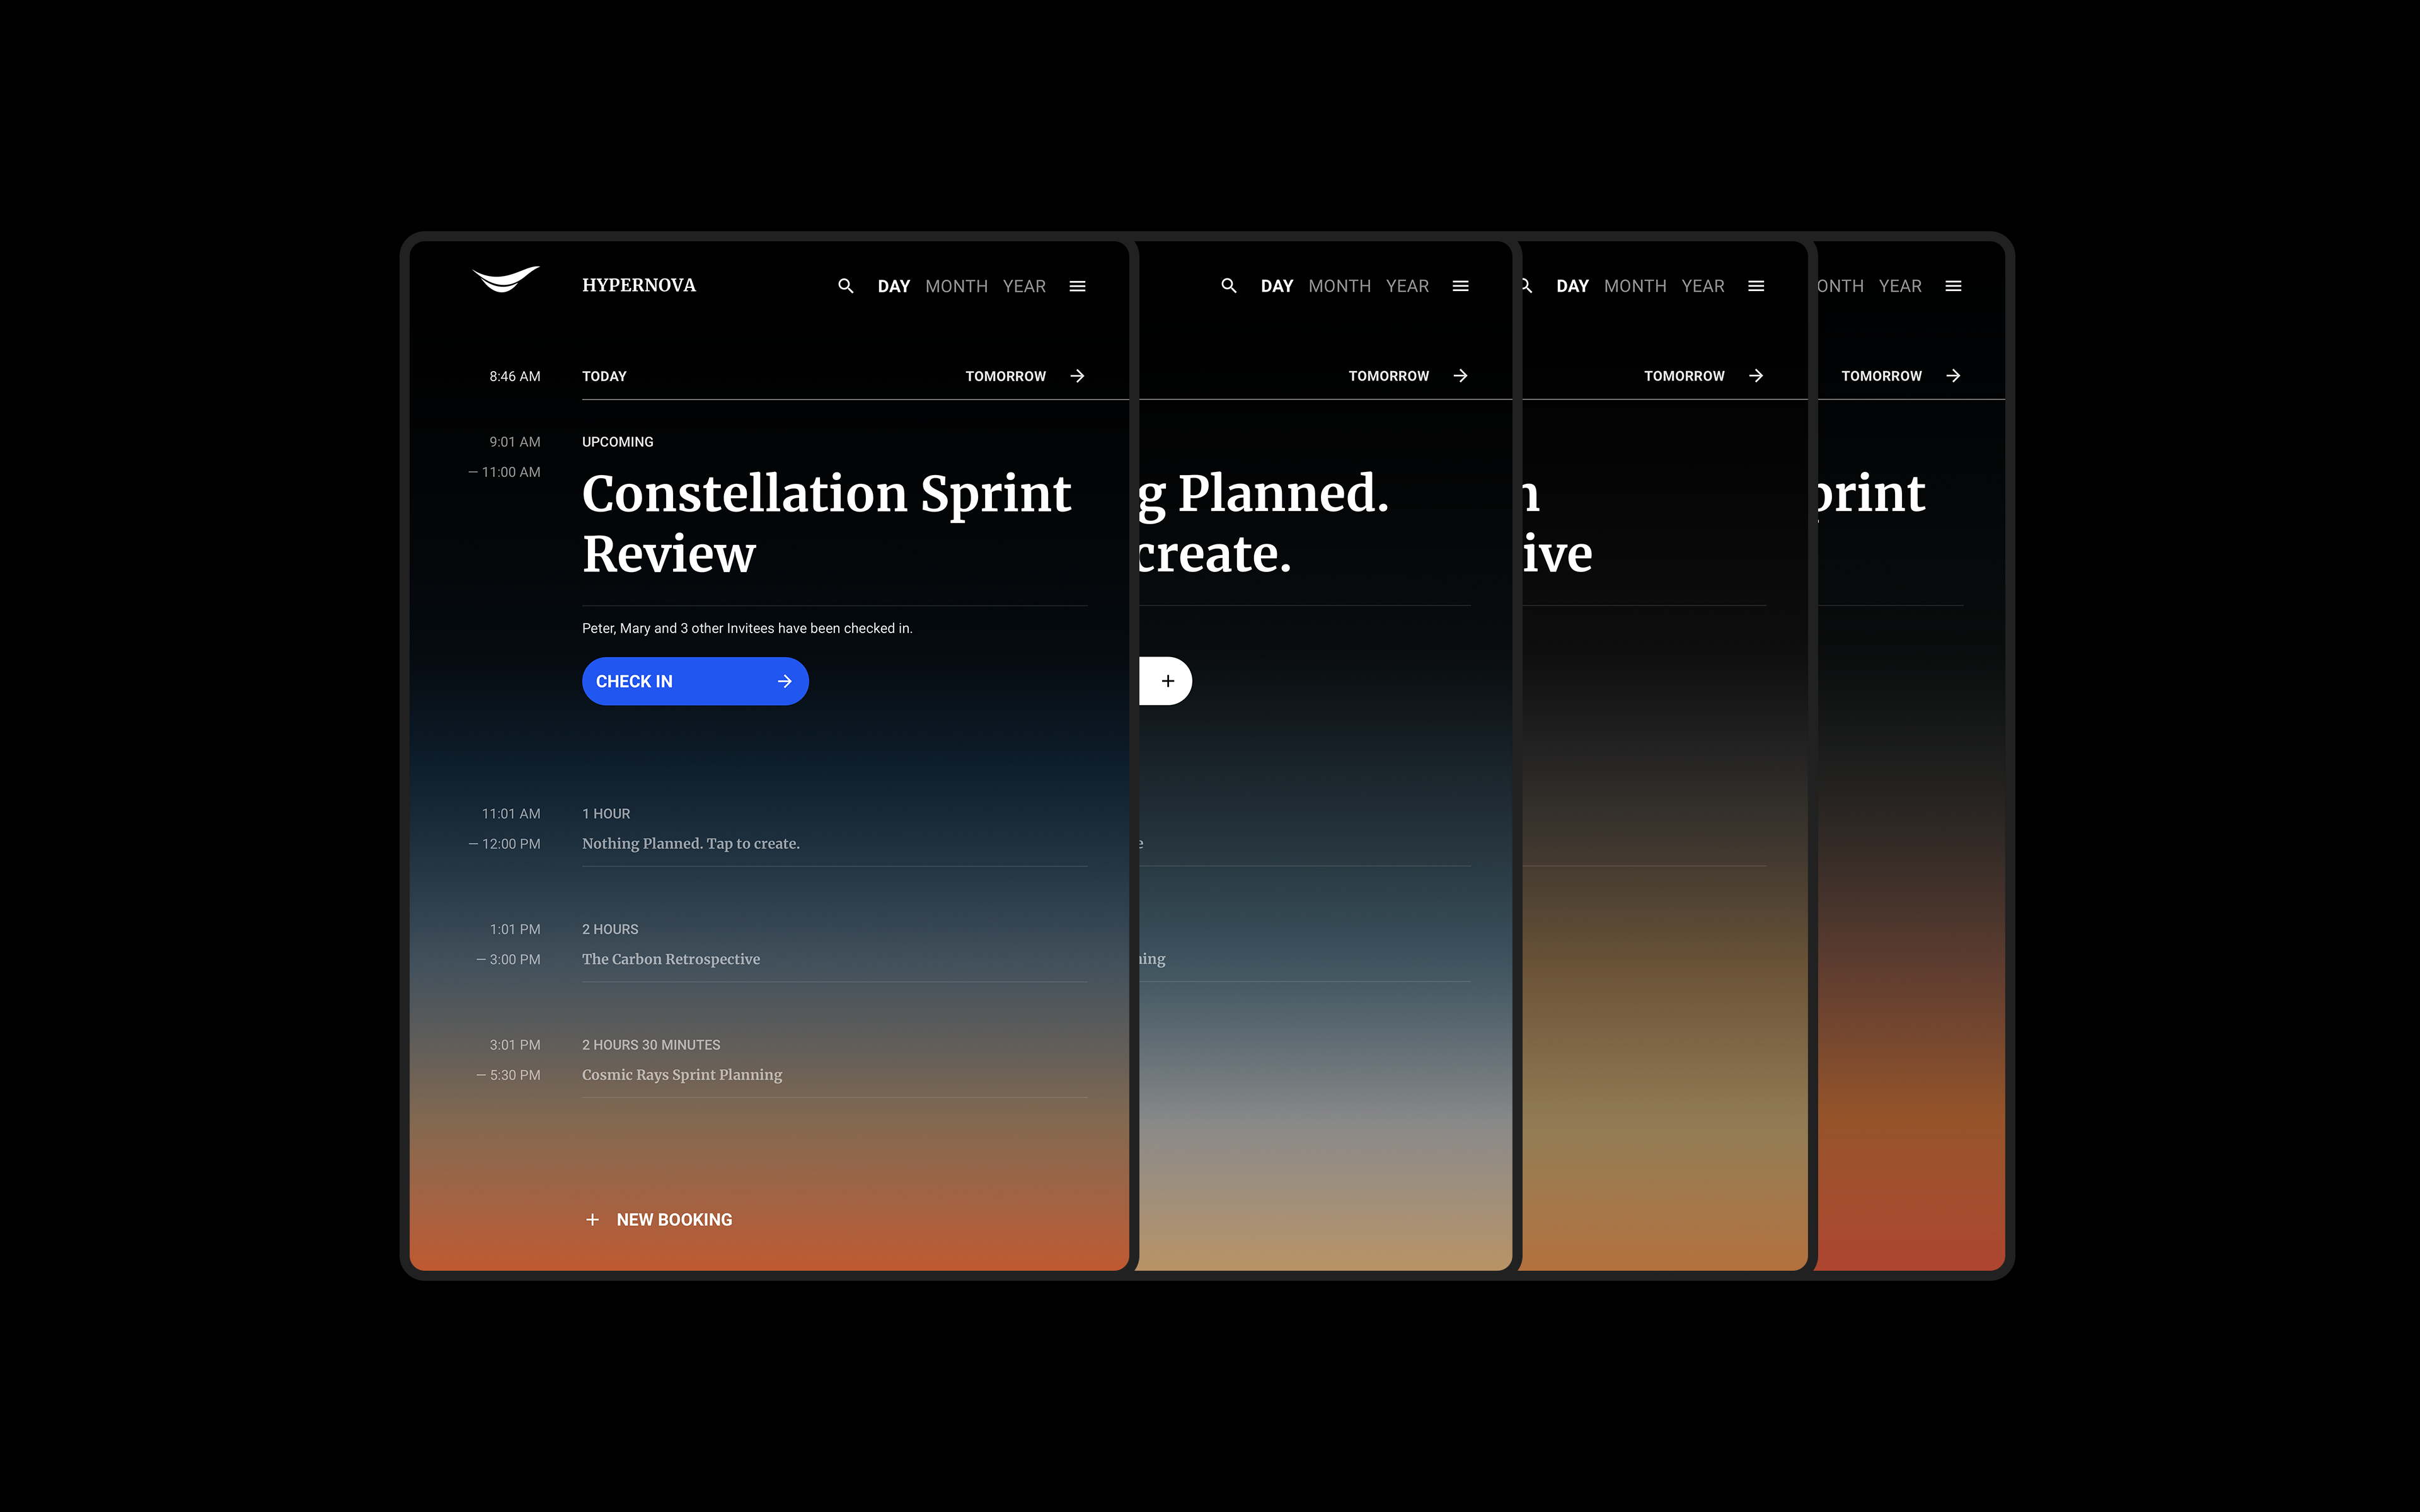 HYPERNOVA
DAY MONTH YEAR
8:46 AM TODAY TOMORROW
9:01 AM UPCOMING
— 11:00 AM
Constellation Sprint
Review
Peter, Mary and 3 other Invitees have been checked in.
CHECK IN
11:01 AM 1 HOUR
— 12:00 PM Nothing Planned. Tap to create.
1:01 PM 2 HOURS
— 3:00 PM The Carbon Retrospective
3:01 PM 2 HOURS 30 MINUTES
— 5:30 PM Cosmic Rays Sprint Planning
NEW BOOKING
DAY MONTH YEAR
TOMORROW
g Planned.
create.
DAY MONTH YEAR
TOMORROW
ive
YEAR
TOMORROW